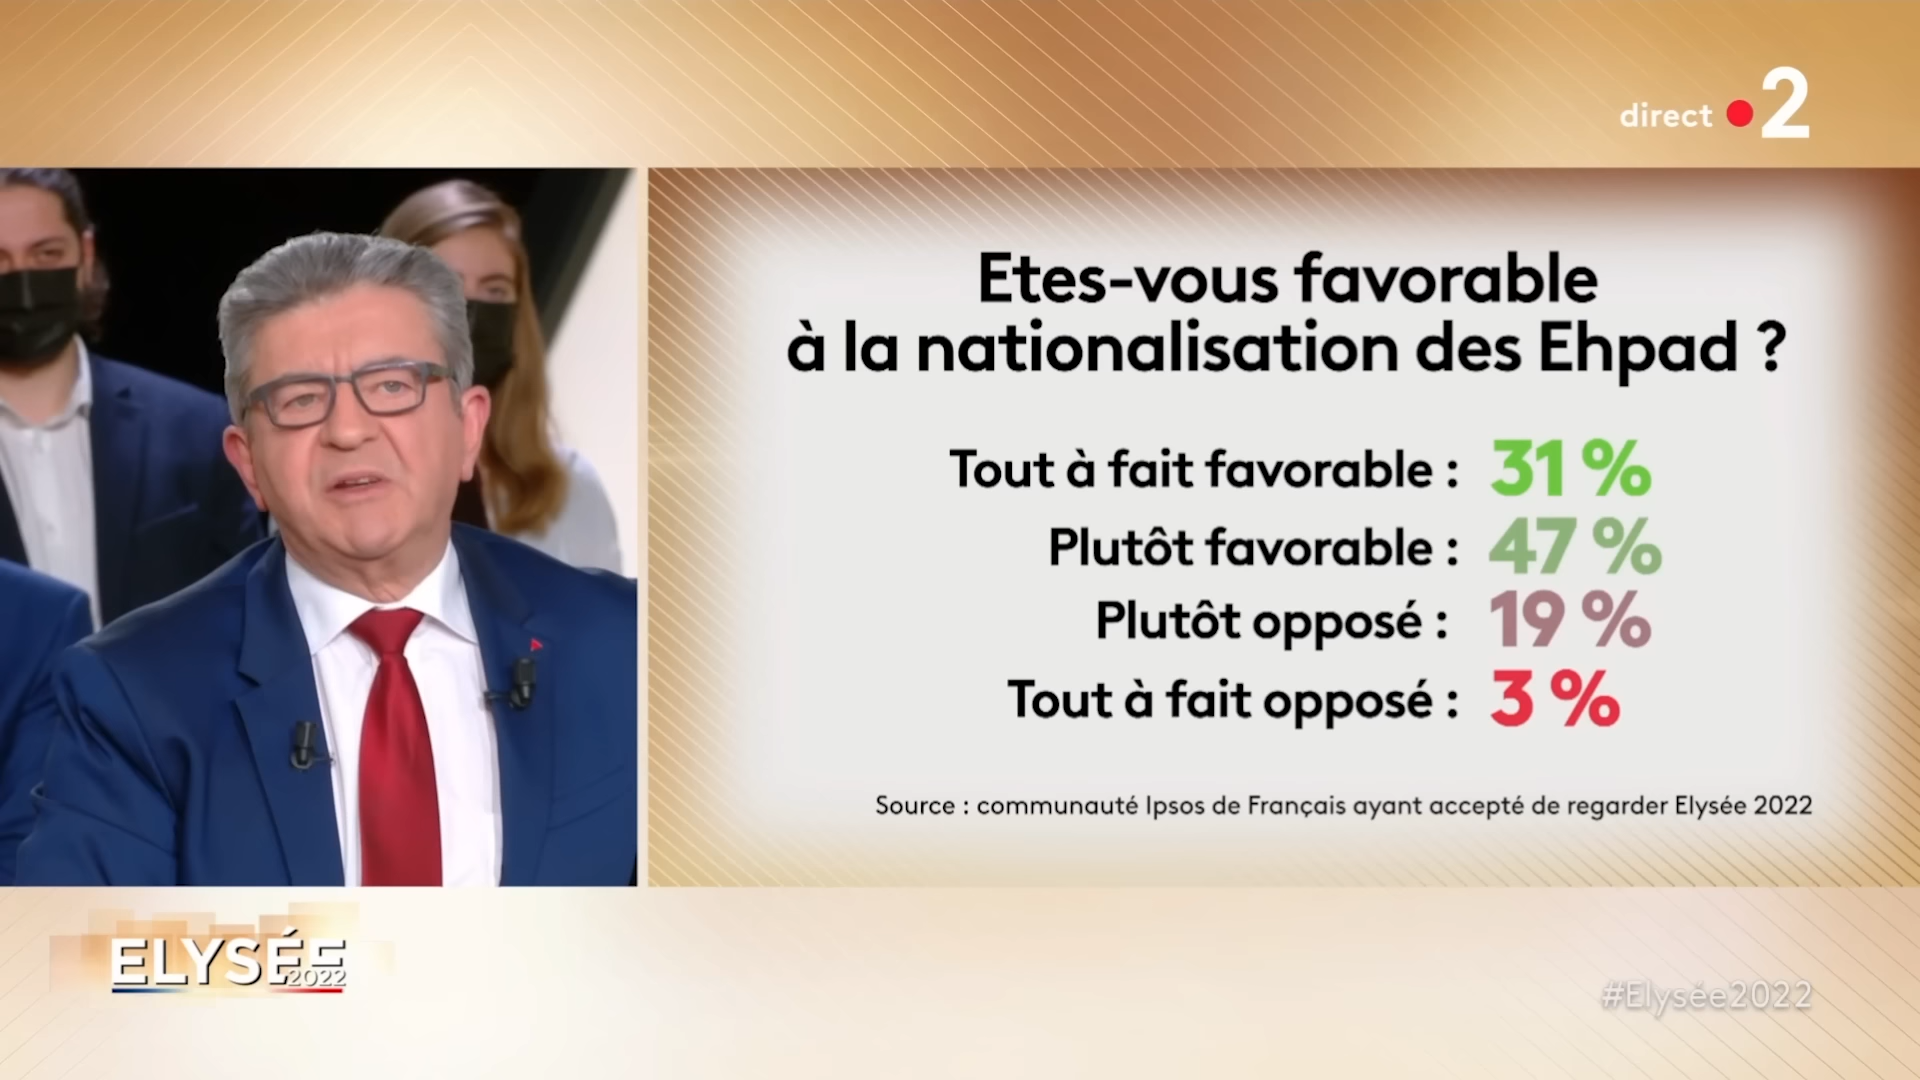 direct 2
Etes-vous favorable
à la nationalisation des Ehpad ?
Tout à fait favorable : 31 %
Plutôt favorable : 47 %
Plutôt opposé : 19 %
Tout à fait opposé : 3 %
Source : communauté Ipsos de Français ayant accepté de regarder Elysée 2022
ELYSÉE
2022
#Elysée2022